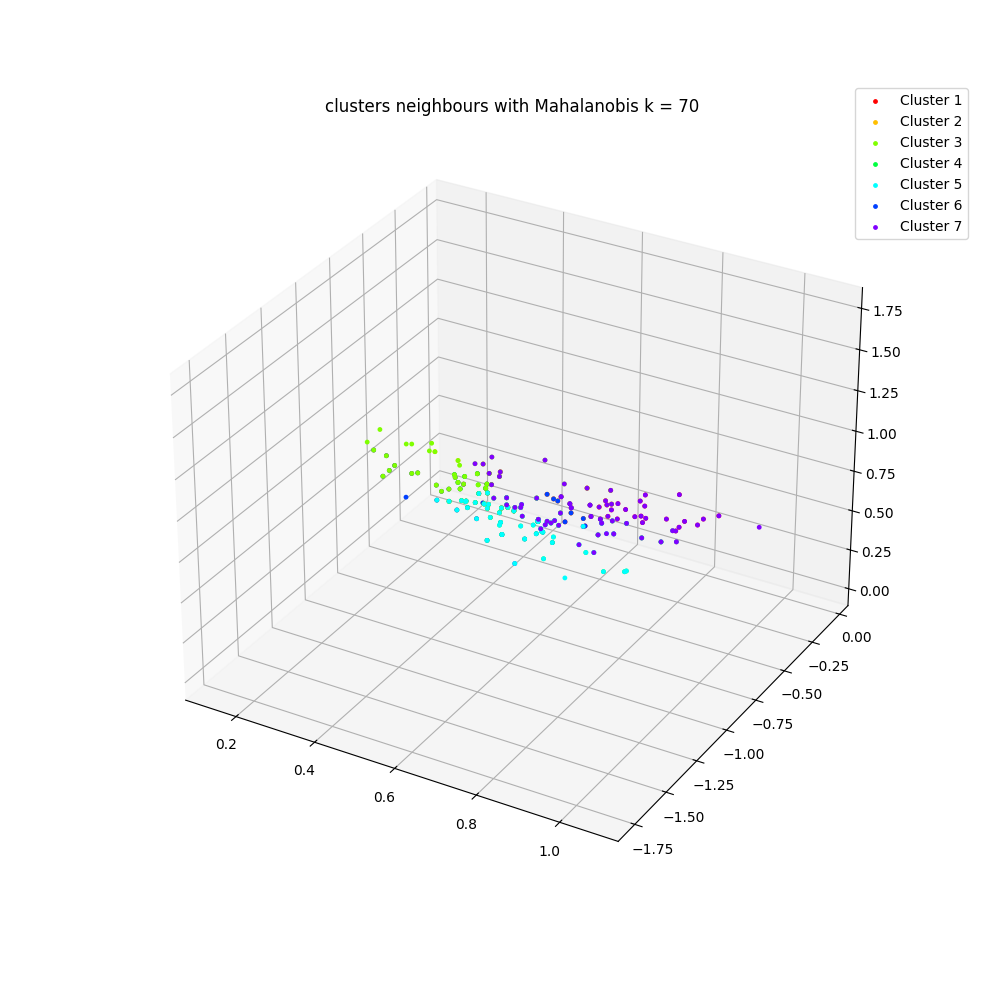 clusters neighbours with Mahalanobis k = 70
Cluster 1
Cluster 2
Cluster 3
Cluster 4
Cluster 5
Cluster 6
Cluster 7
1.75
1.50
1.25
1.00
0.75
0.50
0.25
0.00
0.00
−0.25
−0.50
−0.75
−1.00
−1.25
−1.50
−1.75
0.2
0.4
0.6
0.8
1.0